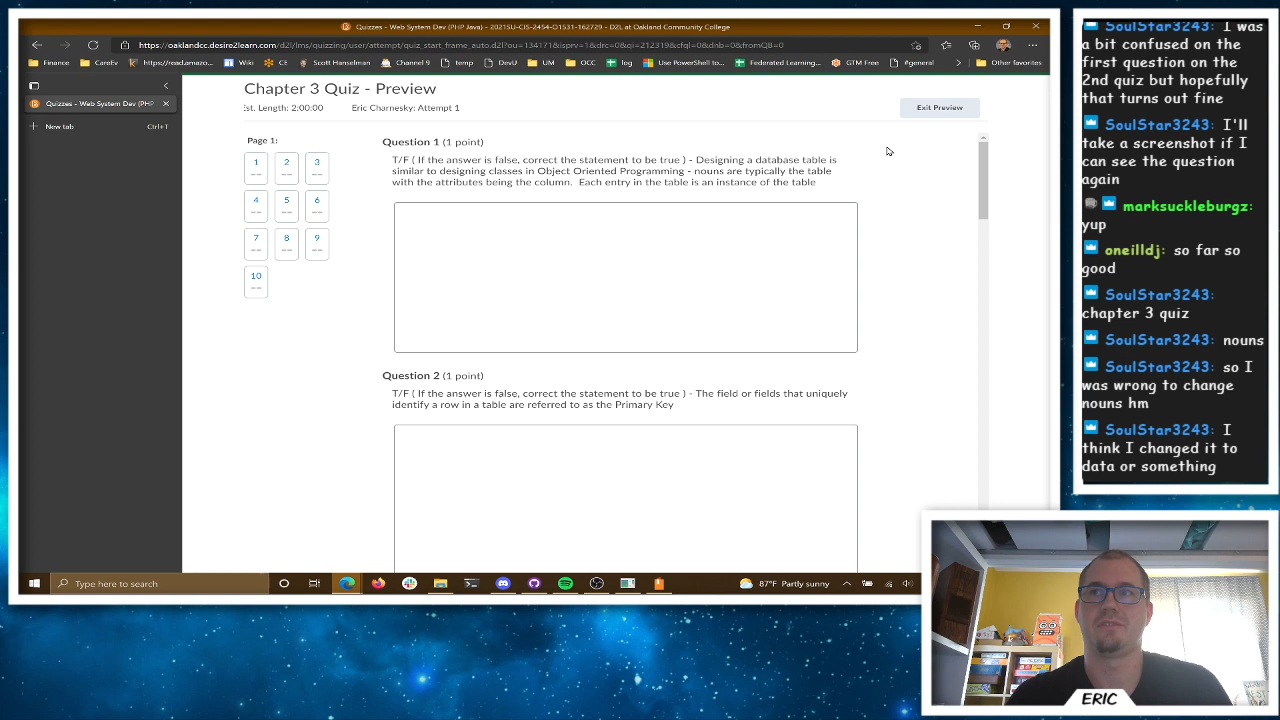 Quizzes - Web System Dev (PHP Java) - 2021SU-CIS-2454-O1531-162729 - D2L at Oakland Community College
https://oaklandcc.desire2learn.com/d2l/lms/quizzing/user/attempt/quiz_start_frame_auto.d2l?ou=134171&isprv=1&drc=0&qi=212319&cfql=0&dnb=0&fromQB=0
Finance
CareEv
https://read.amazo...
Wiki
CE
Scott Hanselman
Channel 9
temp
DevU
UM
OCC
log
Use PowerShell to...
Federated Learning...
GTM Free
#general
Other favorites
Quizzes - Web System Dev (PHP
New tab
Ctrl+T
Chapter 3 Quiz - Preview
st. Length: 2:00:00
Eric Charnesky: Attempt 1
Exit Preview
Page 1:
1 2 3
-- -- --
4 5 6
-- -- --
7 8 9
-- -- --
10
--
Question 1 (1 point)
T/F ( If the answer is false, correct the statement to be true ) - Designing a database table is
similar to designing classes in Object Oriented Programming - nouns are typically the table
with the attributes being the column. Each entry in the table is an instance of the table
Question 2 (1 point)
T/F ( If the answer is false, correct the statement to be true ) - The field or fields that uniquely
identify a row in a table are referred to as the Primary Key
Type here to search
87°F Partly sunny
SoulStar3243: I was
a bit confused on the
first question on the
2nd quiz but hopefully
that turns out fine
SoulStar3243: I'll
take a screenshot if I
can see the question
again
marksuckleburgz:
yup
oneilldj: so far so
good
SoulStar3243:
chapter 3 quiz
SoulStar3243: nouns
SoulStar3243: so I
was wrong to change
nouns hm
SoulStar3243: I
think I changed it to
data or something
ERIC